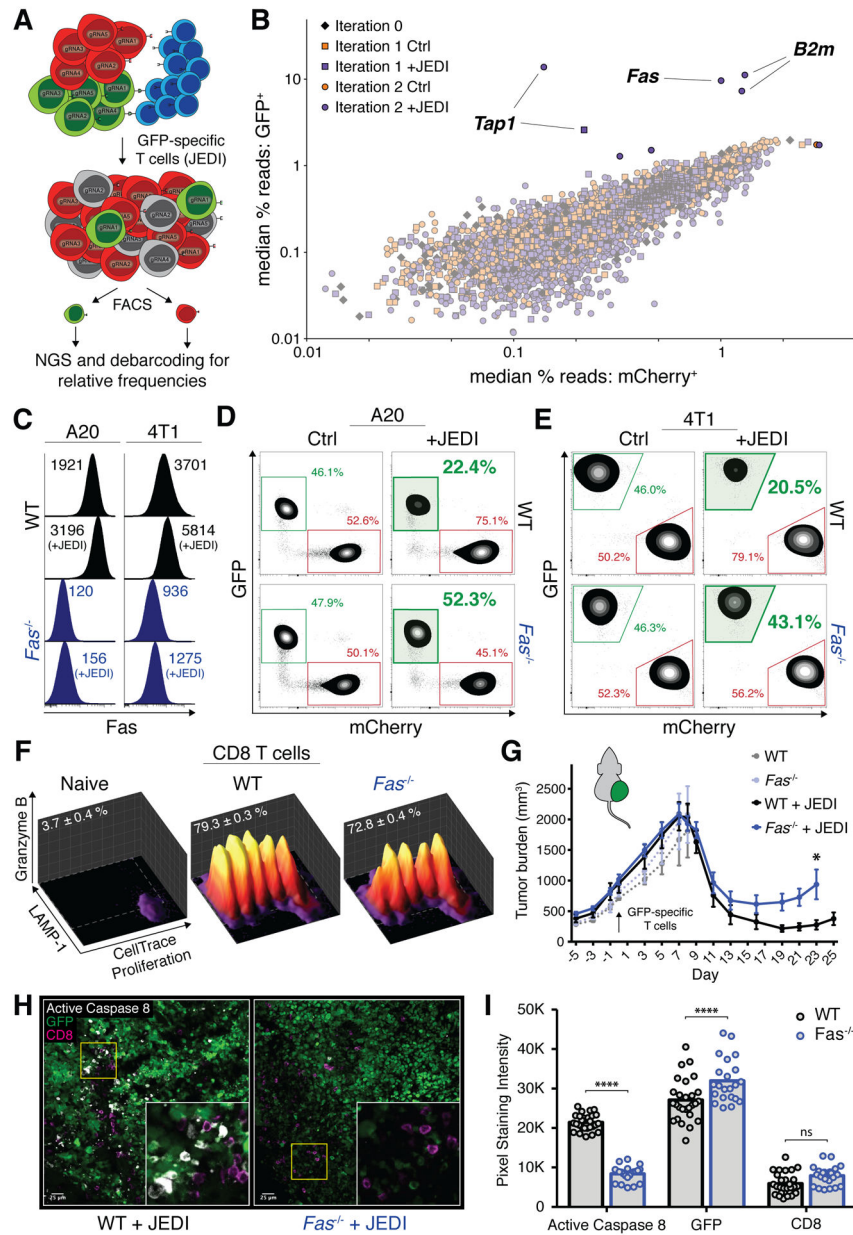 A
gRNA6
gRNA3
gRNA1
gRNA4
gRNA5
gRNA2
GFP-specific
T cells (JEDI)
gRNA2
gRNA1
gRNA3
gRNA5
gRNA4
FACS
NGS and debarcoding for
relative frequencies
B
Iteration 0
Iteration 1 Ctrl
Iteration 1 +JEDI
Iteration 2 Ctrl
Iteration 2 +JEDI
Tap1
Fas
B2m
median % reads: GFP⁺
10
1
0.1
0.01
0.01
0.1
1
median % reads: mCherry⁺
C
A20
4T1
WT
1921
3701
3196
(+JEDI)
5814
(+JEDI)
Fas⁻/⁻
120
936
156
(+JEDI)
1275
(+JEDI)
Fas
D
A20
Ctrl
+JEDI
46.1%
52.6%
22.4%
75.1%
WT
47.9%
50.1%
52.3%
45.1%
Fas⁻/⁻
GFP
mCherry
E
4T1
Ctrl
+JEDI
46.0%
50.2%
20.5%
79.1%
WT
46.3%
52.3%
43.1%
56.2%
Fas⁻/⁻
GFP
mCherry
F
CD8 T cells
Naive
WT
Fas⁻/⁻
3.7 ± 0.4 %
79.3 ± 0.3 %
72.8 ± 0.4 %
Granzyme B
LAMP-1
CellTrace
Proliferation
G
WT
Fas⁻/⁻
WT + JEDI
Fas⁻/⁻ + JEDI
Tumor burden (mm³)
2500
2000
1500
1000
500
0
*
GFP-specific
T cells
-5 -3 -1 1 3 5 7 9 11 13 15 17 19 21 23 25
Day
H
Active Caspase 8
GFP
CD8
25 µm
25 µm
WT + JEDI
Fas⁻/⁻ + JEDI
I
WT
Fas⁻/⁻
Pixel Staining Intensity
50K
40K
30K
20K
10K
0
****
****
ns
Active Caspase 8 GFP CD8